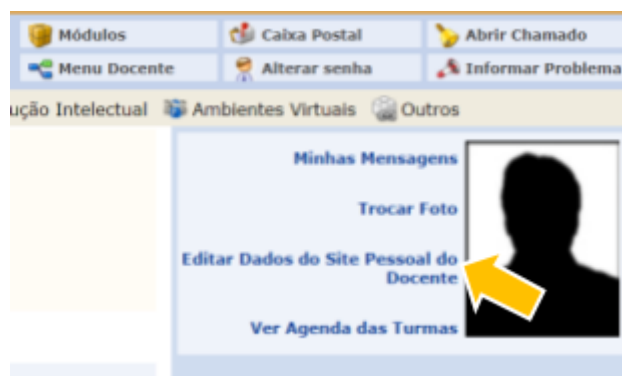 Módulos Caixa Postal Abrir Chamado
Menu Docente Alterar senha Informar Problema
ução Intelectual Ambientes Virtuais Outros
Minhas Mensagens
Trocar Foto
Editar Dados do Site Pessoal do
Docente
Ver Agenda das Turmas